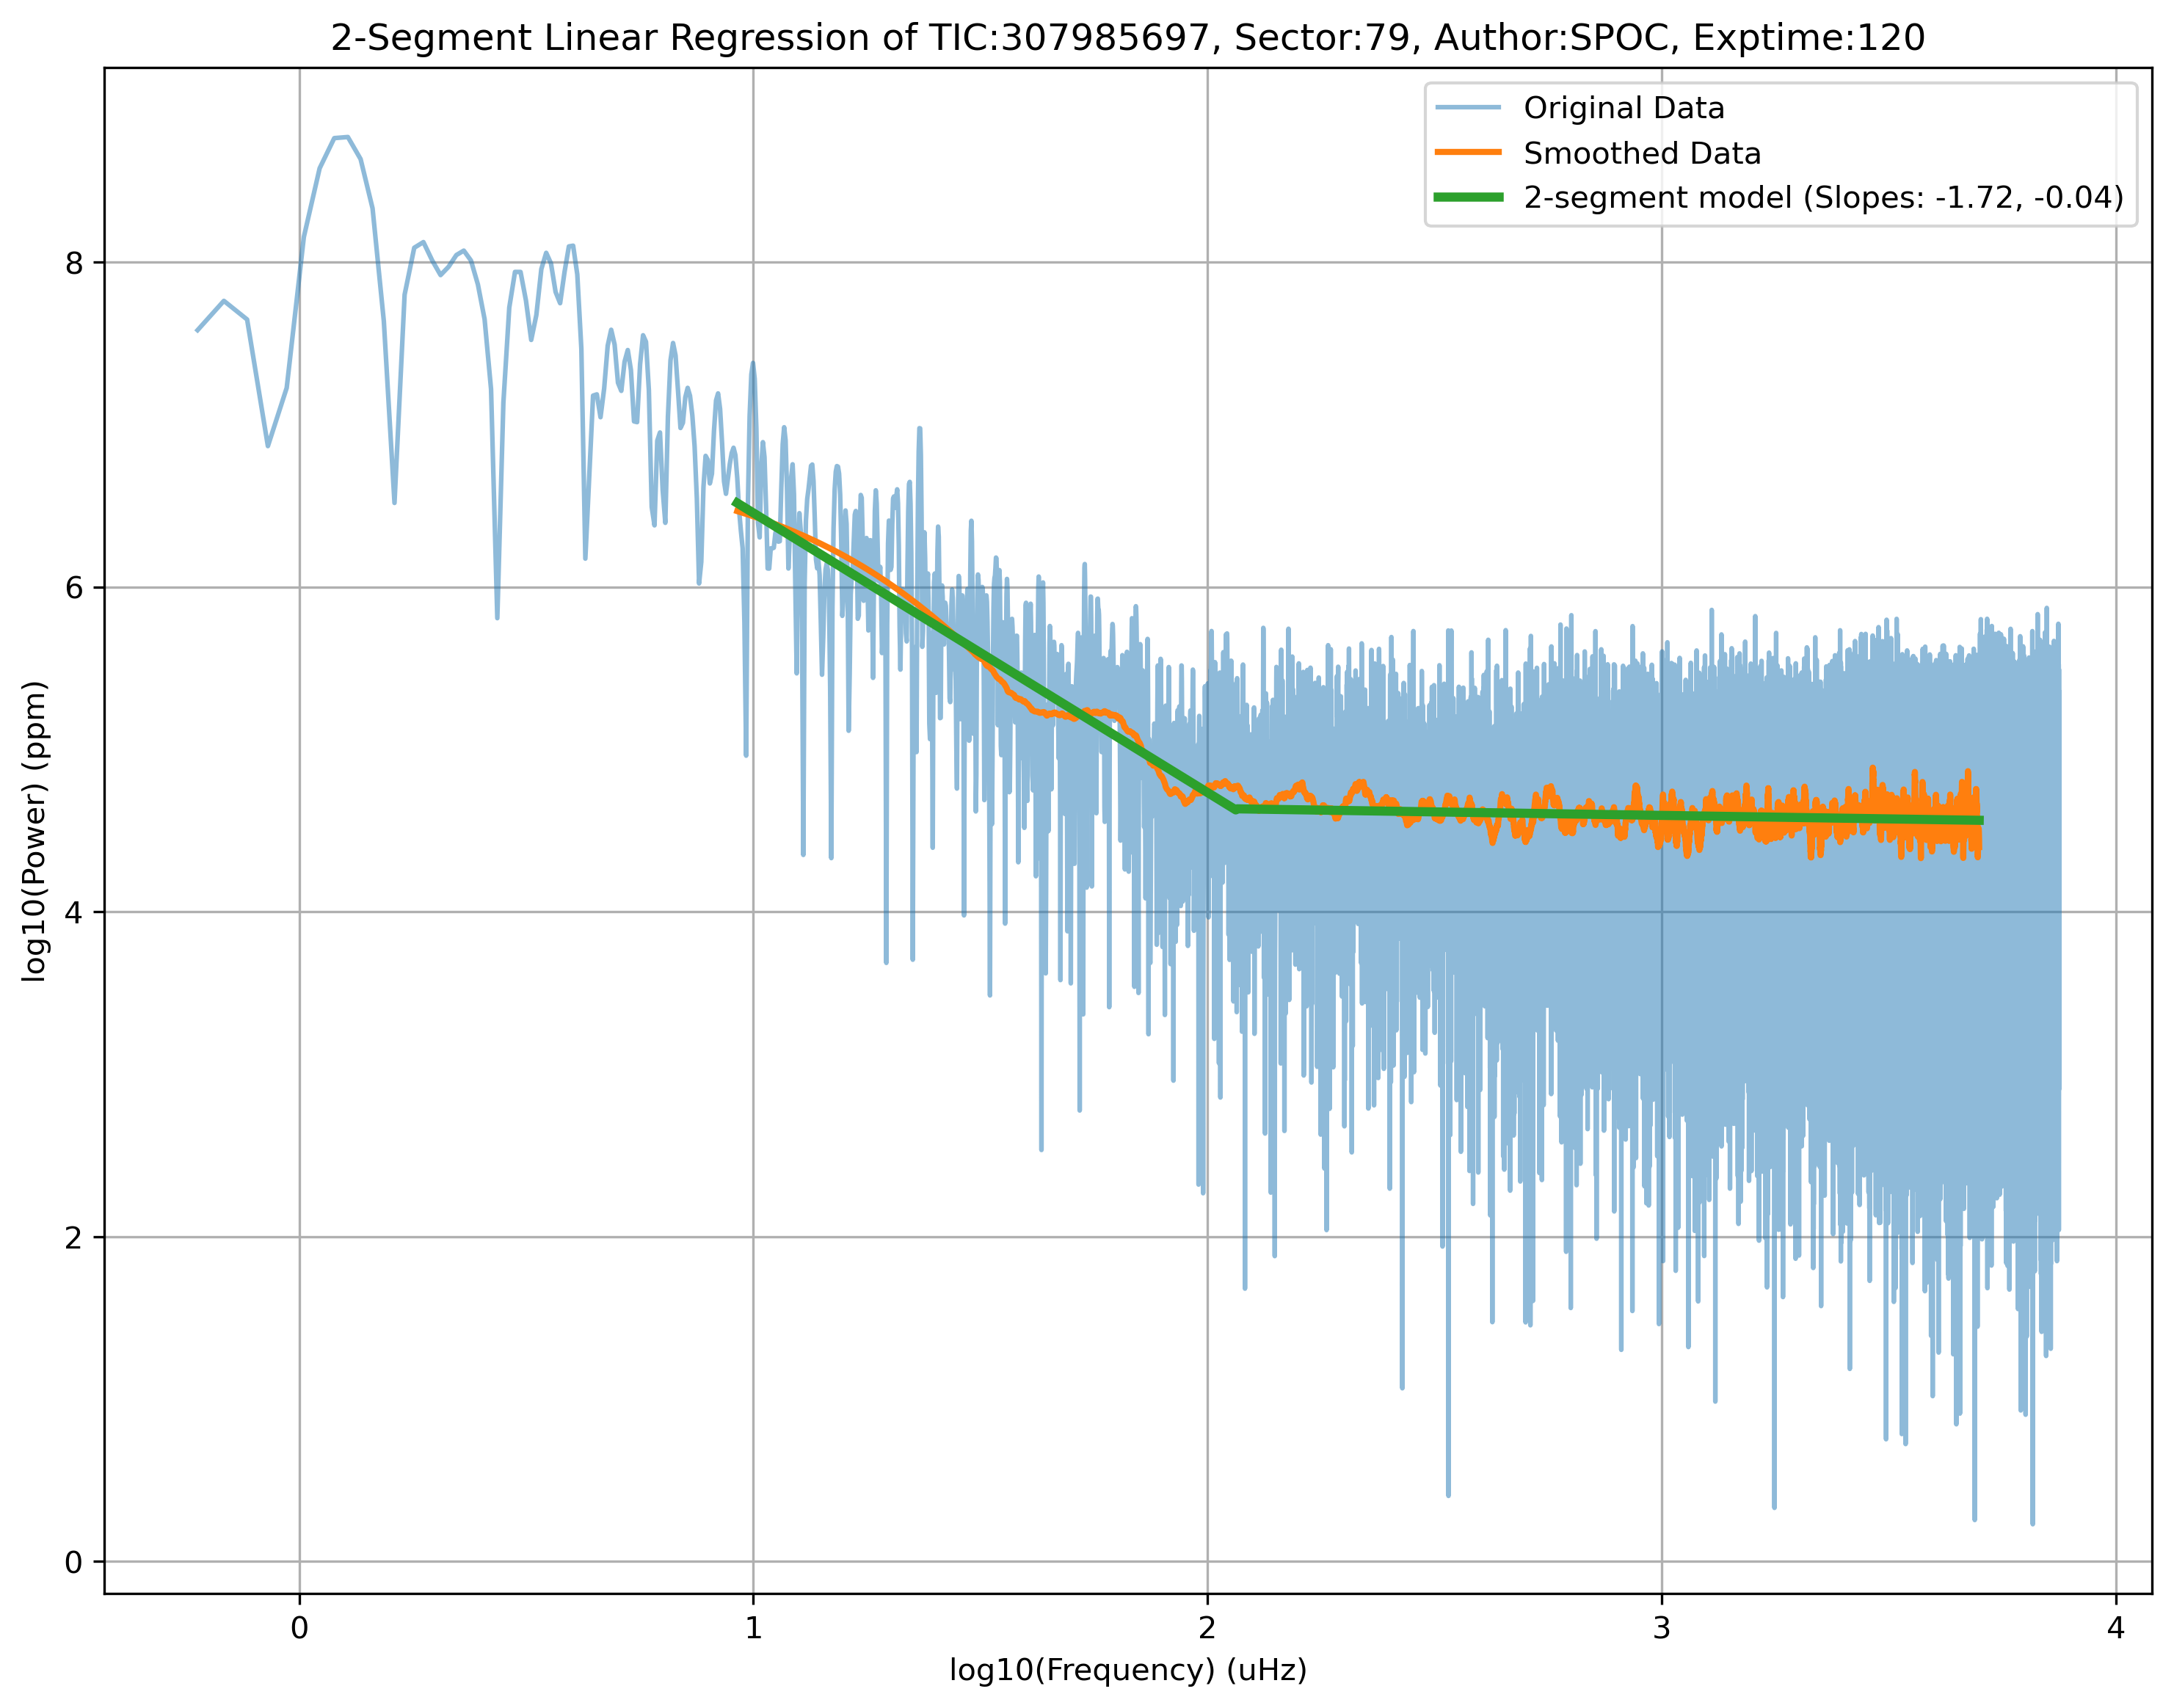 2-Segment Linear Regression of TIC:307985697, Sector:79, Author:SPOC, Exptime:120
Original Data
Smoothed Data
2-segment model (Slopes: -1.72, -0.04)
log10(Power) (ppm)
8
6
4
2
0
0 1 2 3 4
log10(Frequency) (uHz)